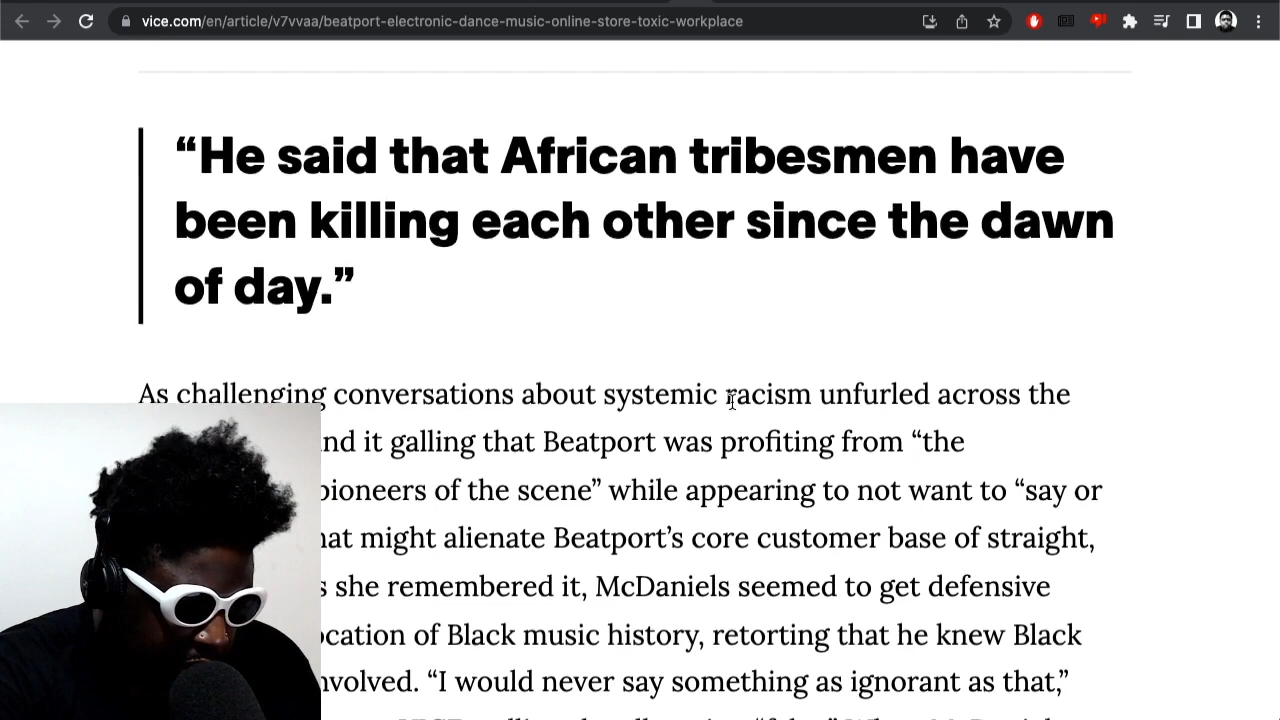 vice.com/en/article/v7vvaa/beatport-electronic-dance-music-online-store-toxic-workplace
“He said that African tribesmen have
been killing each other since the dawn
of day.”
As challenging conversations about systemic racism unfurled across the
it galling that Beatport was profiting from “the
pioneers of the scene” while appearing to not want to “say or
might alienate Beatport’s core customer base of straight,
she remembered it, McDaniels seemed to get defensive
of Black music history, retorting that he knew Black
“I would never say something as ignorant as that,”